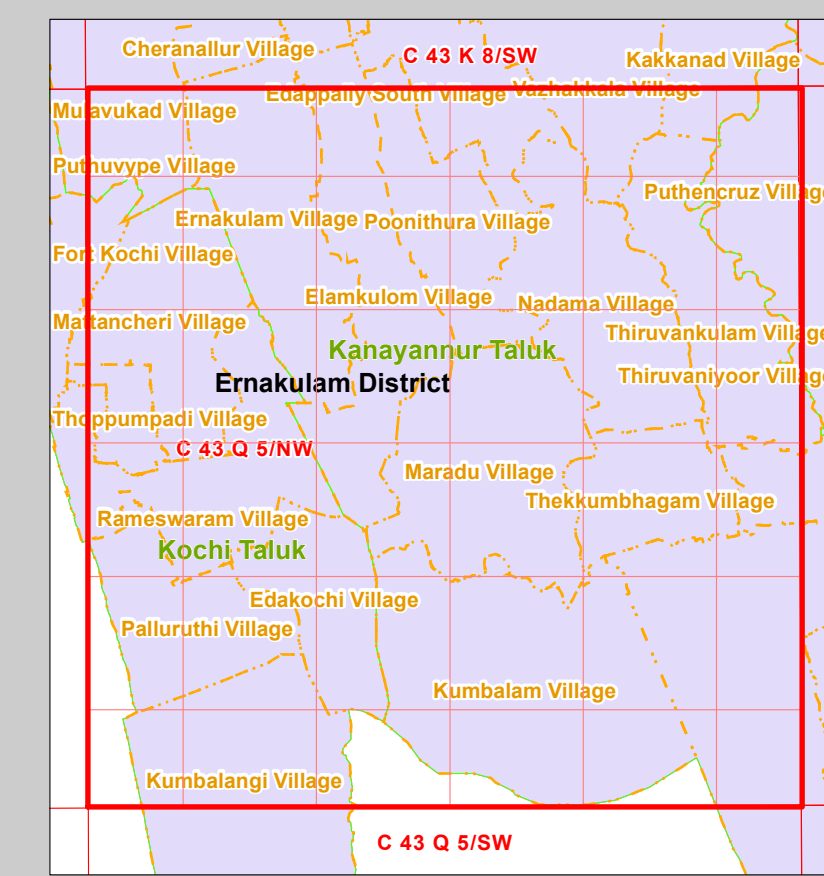 Cheranallur Village
C 43 K 8/SW
Kakkanad Village
Edappally South Village
Vazhakkala Village
Mulavukad Village
Puthuvype Village
Puthencruz Village
Ernakulam Village
Poonithura Village
Fort Kochi Village
Elamkulom Village
Nadama Village
Mattancheri Village
Thiruvankulam Village
Kanayannur Taluk
Thiruvaniyoor Village
Ernakulam District
Thoppumpadi Village
C 43 Q 5/NW
Maradu Village
Thekkumbhagam Village
Rameswaram Village
Kochi Taluk
Edakochi Village
Palluruthi Village
Kumbalam Village
Kumbalangi Village
C 43 Q 5/SW